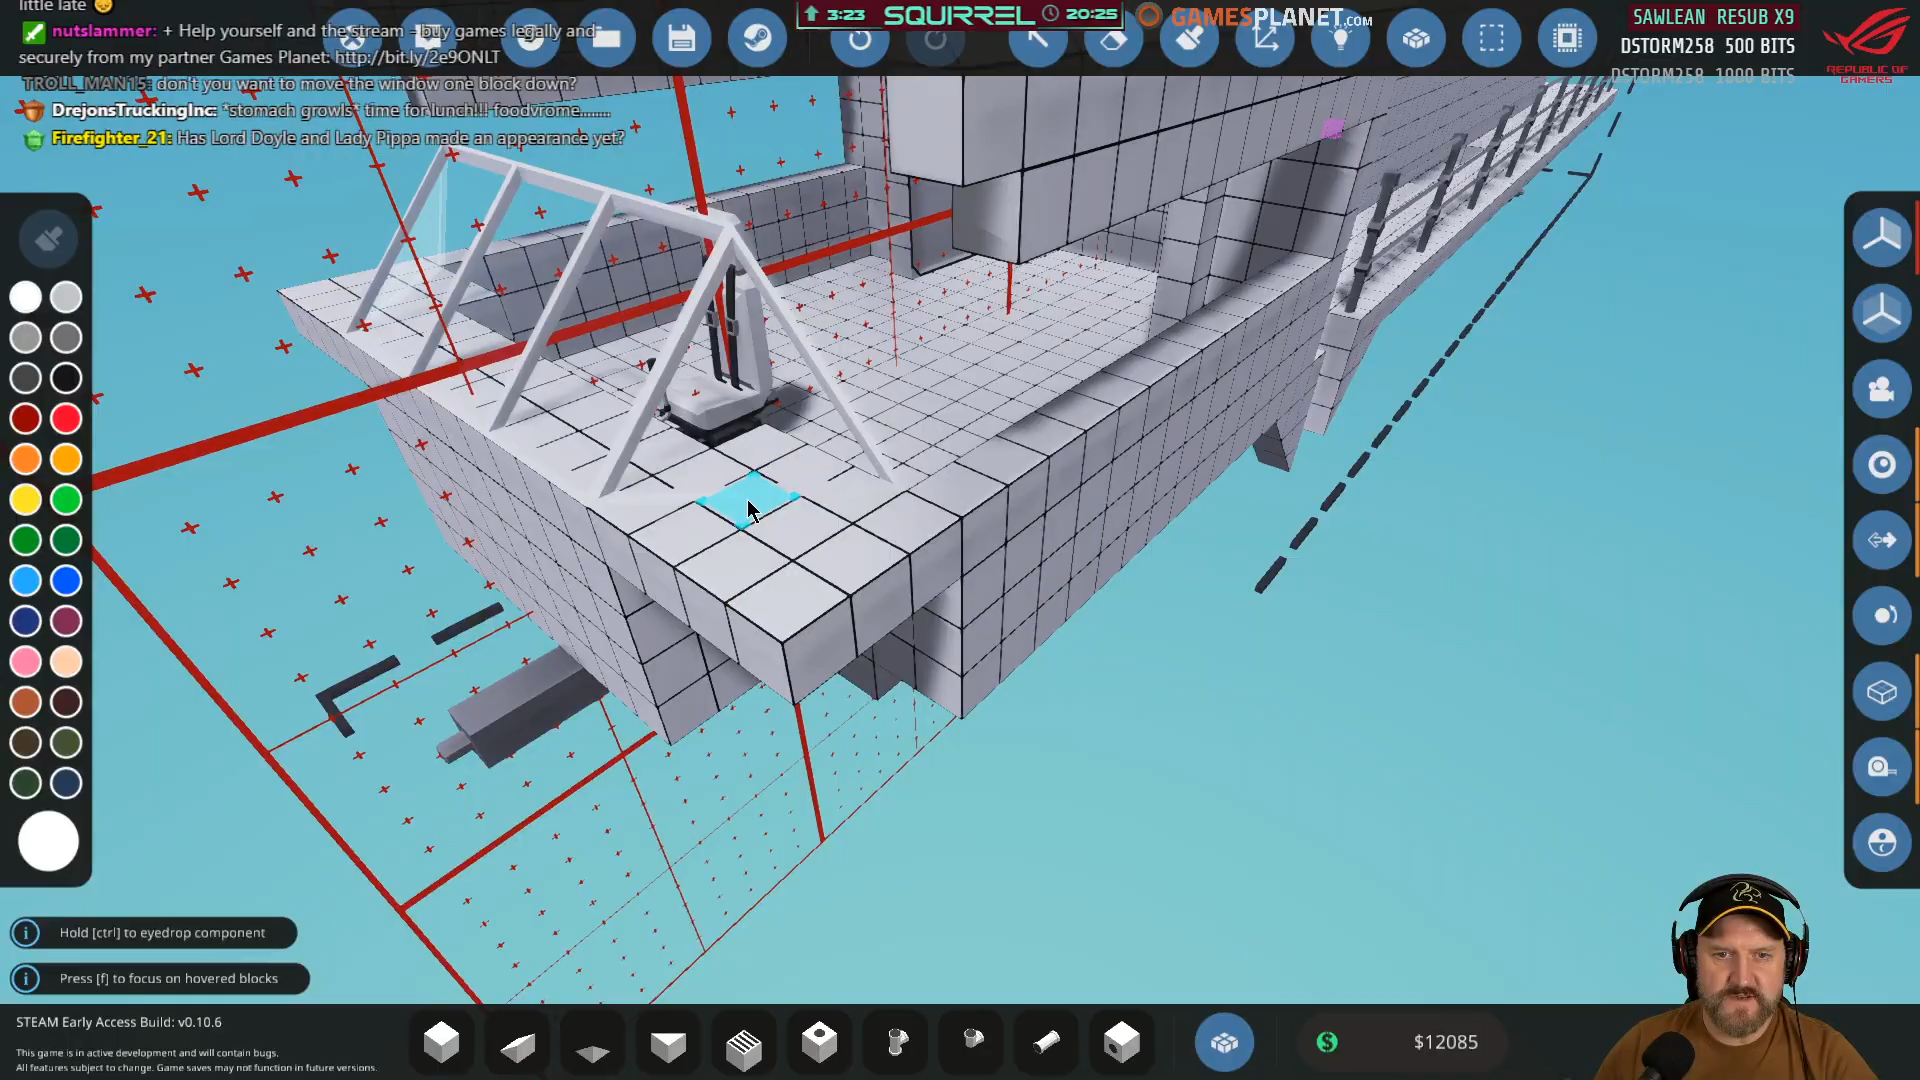 little late
nutslammer: + Help yourself and the stream - buy games legally and
securely from my partner Games Planet: http://bit.ly/2e9ONLT
TROLL_MAN15: don't you want to move the window one block down?
DrejonsTruckingInc: *stomach growls* time for lunch!!! foodvrome.......
Firefighter_21: Has Lord Doyle and Lady Pippa made an appearance yet?
3:23 SQUIRREL 20:25
GAMESPLANET.COM
SAWLEAN RESUB X9
DSTORM258 500 BITS
DSTORM258 1000 BITS
REPUBLIC OF
GAMERS
Hold [ctrl] to eyedrop component
Press [f] to focus on hovered blocks
STEAM Early Access Build: v0.10.6
This game is in active development and will contain bugs.
All features subject to change. Game saves may not function in future versions.
$ $12085